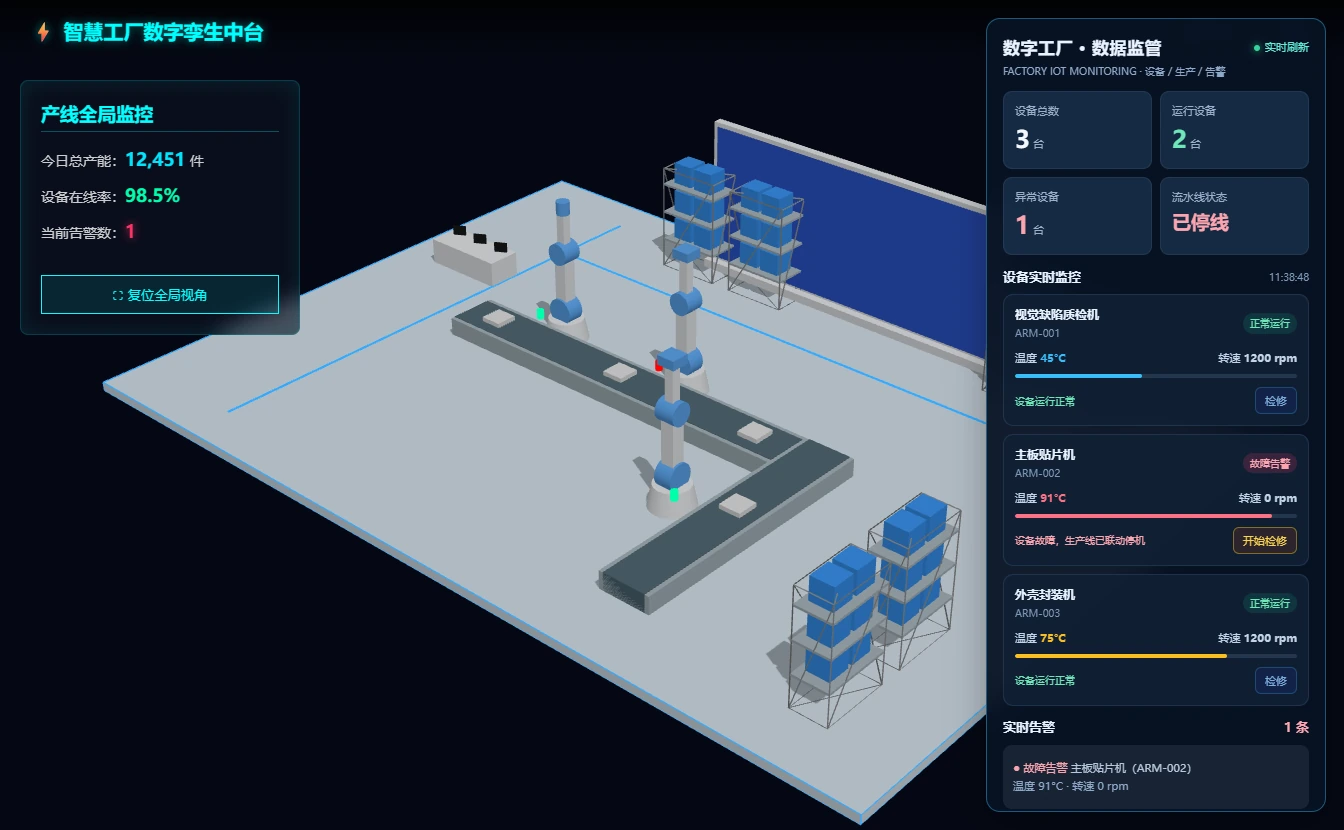 智慧工厂数字孪生中台
产线全局监控
今日总产能: 12,451 件
设备在线率: 98.5%
当前告警数: 1
复位全局视角
数字工厂 • 数据监管
实时刷新
FACTORY IOT MONITORING · 设备 / 生产 / 告警
设备总数
3 台
运行设备
2 台
异常设备
1 台
流水线状态
已停线
设备实时监控
11:38:48
视觉缺陷质检机
正常运行
ARM-001
温度 45°C
转速 1200 rpm
设备运行正常
检修
主板贴片机
故障告警
ARM-002
温度 91°C
转速 0 rpm
设备故障，生产线已联动停机
开始检修
外壳封装机
正常运行
ARM-003
温度 75°C
转速 1200 rpm
设备运行正常
检修
实时告警
1 条
● 故障告警 主板贴片机（ARM-002）
温度 91°C · 转速 0 rpm